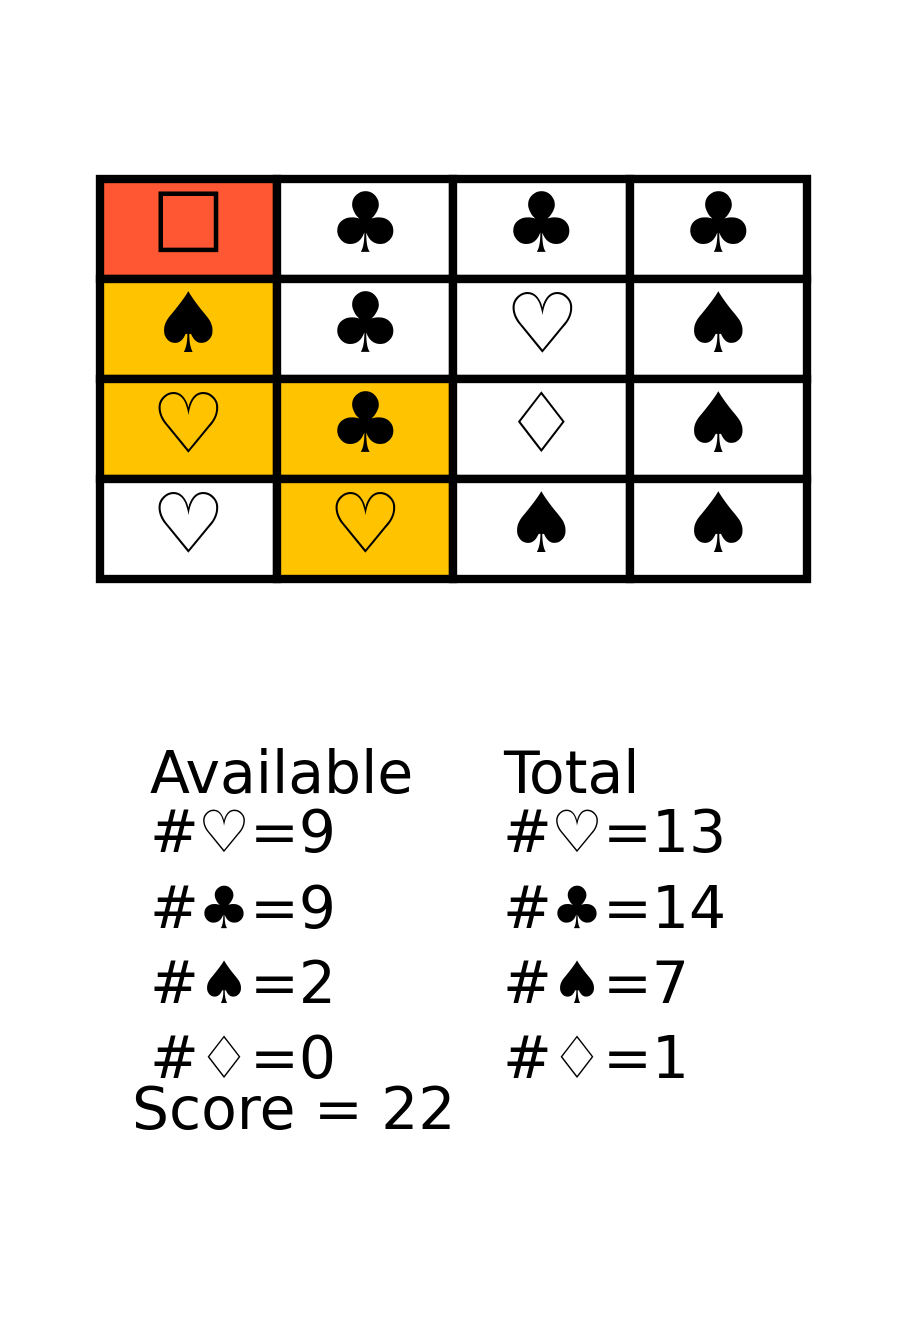 □ ♣ ♣ ♣
♠ ♣ ♡ ♠
♡ ♣ ♢ ♠
♡ ♡ ♠ ♠
Available Total
#♡=9 #♡=13
#♣=9 #♣=14
#♠=2 #♠=7
#♢=0 #♢=1
Score = 22